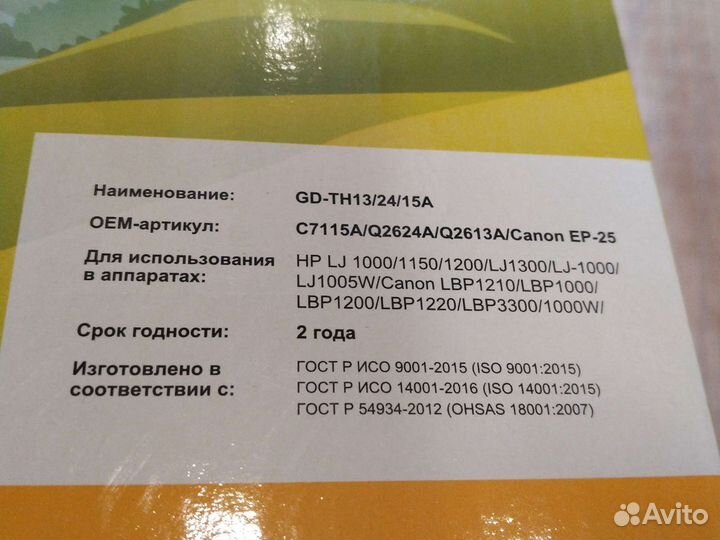 Наименование: GD-TH13/24/15A
OEM-артикул: C7115A/Q2624A/Q2613A/Canon EP-25
Для использования HP LJ 1000/1150/1200/LJ1300/LJ-1000/
в аппаратах: LJ1005W/Canon LBP1210/LBP1000/
LBP1200/LBP1220/LBP3300/1000W/
Срок годности: 2 года
Изготовлено в ГОСТ Р ИСО 9001-2015 (ISO 9001:2015)
соответствии с: ГОСТ Р ИСО 14001-2016 (ISO 14001:2015)
ГОСТ Р 54934-2012 (OHSAS 18001:2007)
Avito